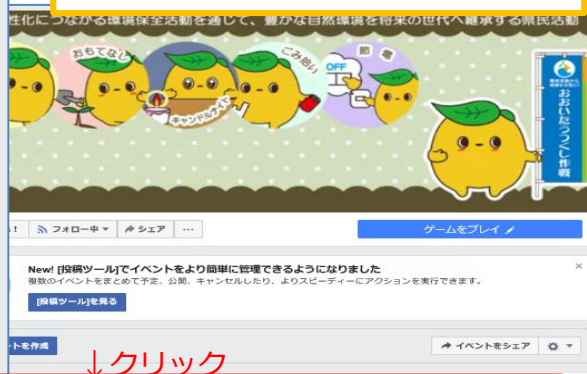 性化につながる環境保全活動を通して、豊かな自然環境を将来の世代へ継承する県民活動
おもてなし
キャンドルナイト
ごみ拾い
節電
OFF
おおいたうつくし作戦
! フォロー中 シェア ...
ゲームをプレイ
New! [投稿ツール]でイベントをより簡単に管理できるようになりました
複数のイベントをまとめて予定、公開、キャンセルしたり、よりスピーディーにアクションを実行できます。
[投稿ツール]を見る
ントを作成
イベントをシェア
↓クリック